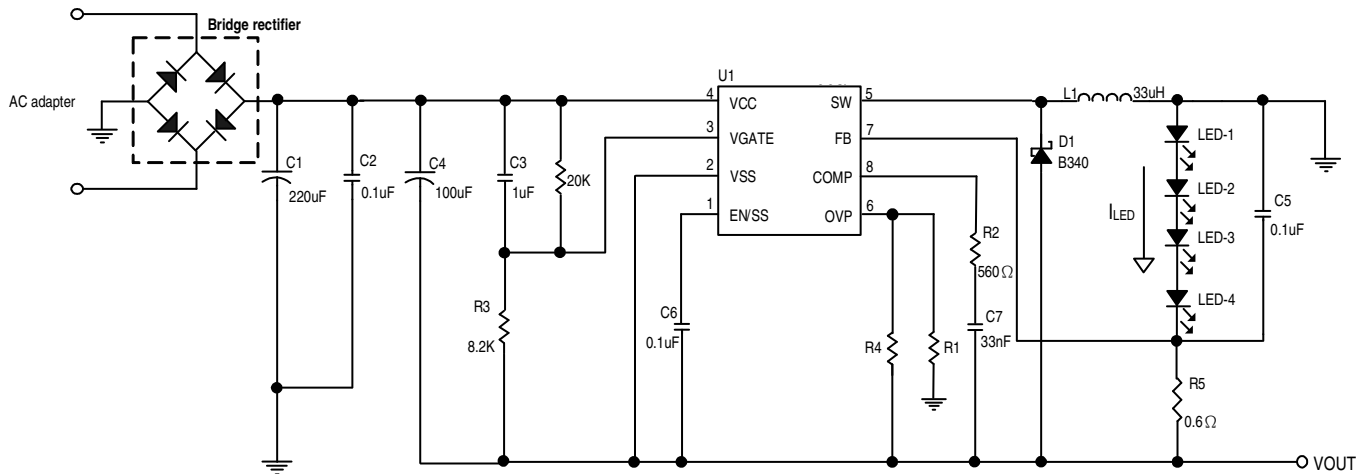 Bridge rectifier
AC adapter
U1
4 VCC SW 5
3 VGATE FB 7
2 VSS COMP 8
1 EN/SS OVP 6
C1
220uF
C2
0.1uF
C4
100uF
C3
1uF
20K
R3
8.2K
C6
0.1uF
R4
R1
R2
560Ω
C7
33nF
D1
B340
L1 33uH
LED-1
LED-2
LED-3
LED-4
ILED
C5
0.1uF
R5
0.6Ω
VOUT